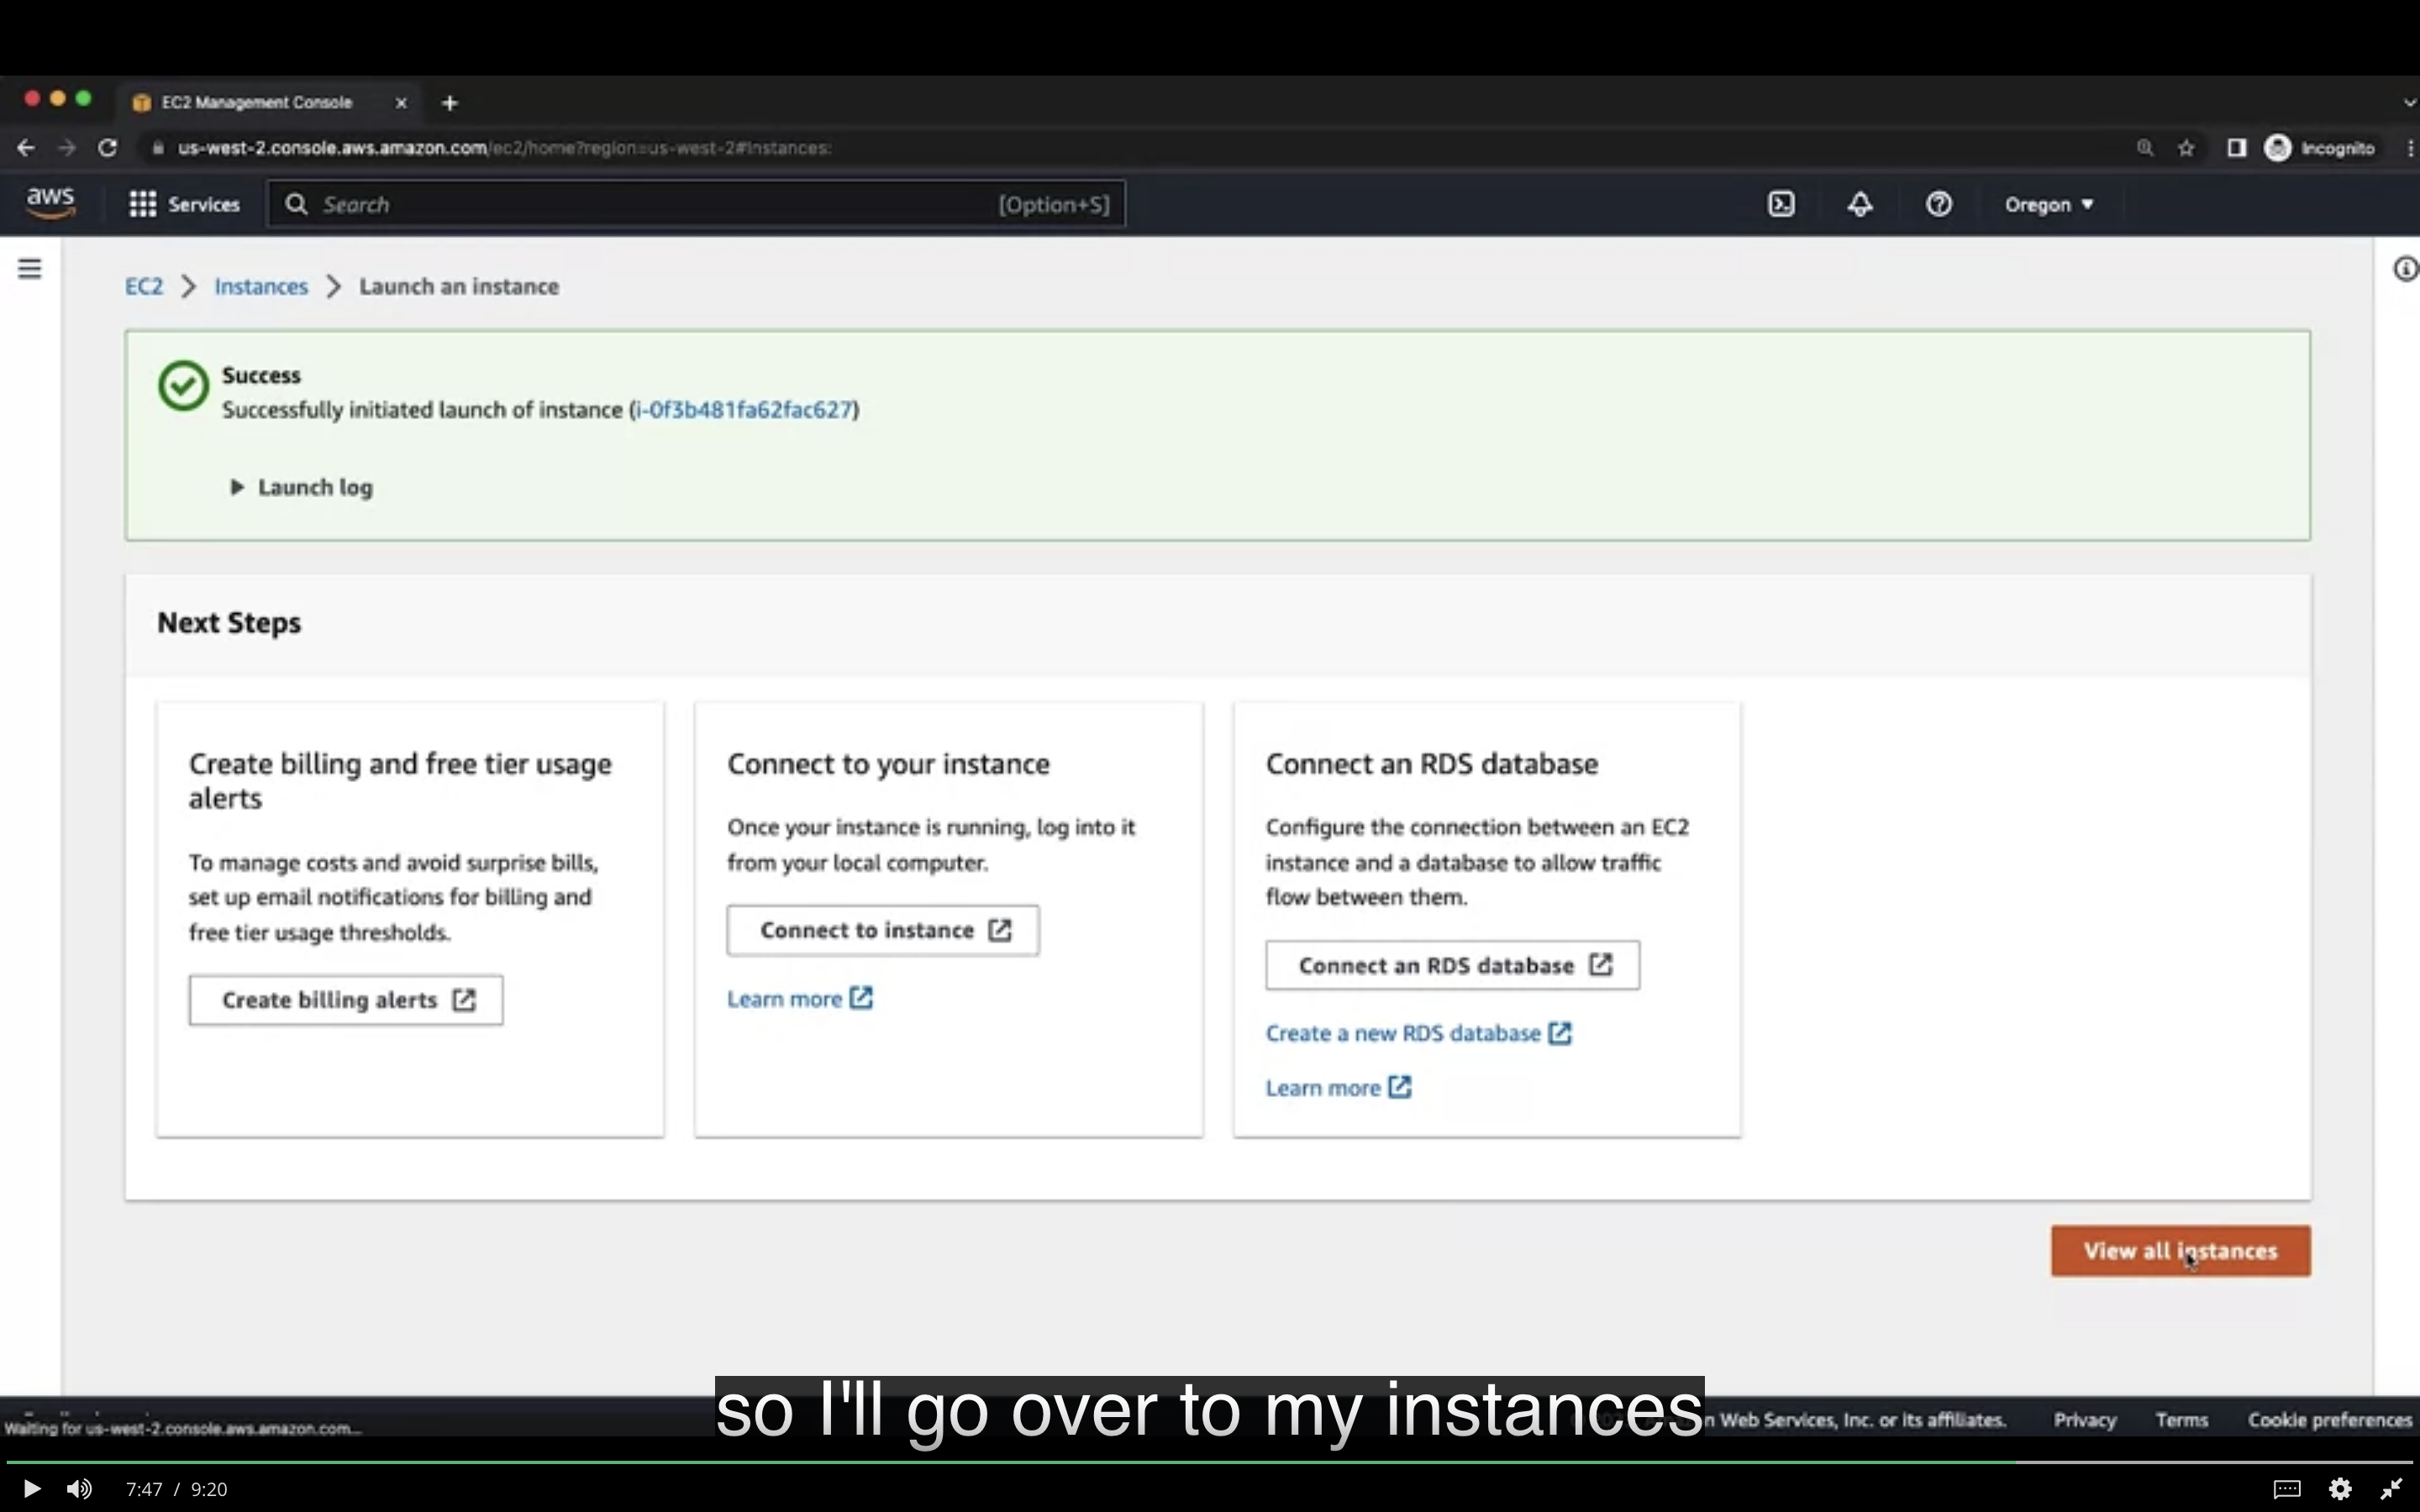 EC2 Management Console
us-west-2.console.aws.amazon.com/ec2/home?region=us-west-2#Instances:
Incognito
aws
Services
Search
[Option+S]
Oregon
EC2 > Instances > Launch an instance
Success
Successfully initiated launch of instance (i-0f3b481fa62fac627)
Launch log
Next Steps
Create billing and free tier usage
alerts
To manage costs and avoid surprise bills,
set up email notifications for billing and
free tier usage thresholds.
Create billing alerts
Connect to your instance
Once your instance is running, log into it
from your local computer.
Connect to instance
Learn more
Connect an RDS database
Configure the connection between an EC2
instance and a database to allow traffic
flow between them.
Connect an RDS database
Create a new RDS database
Learn more
View all instances
so I'll go over to my instances
Waiting for us-west-2.console.aws.amazon.com...
Web Services, Inc. or its affiliates.
Privacy
Terms
Cookie preferences
7:47 / 9:20